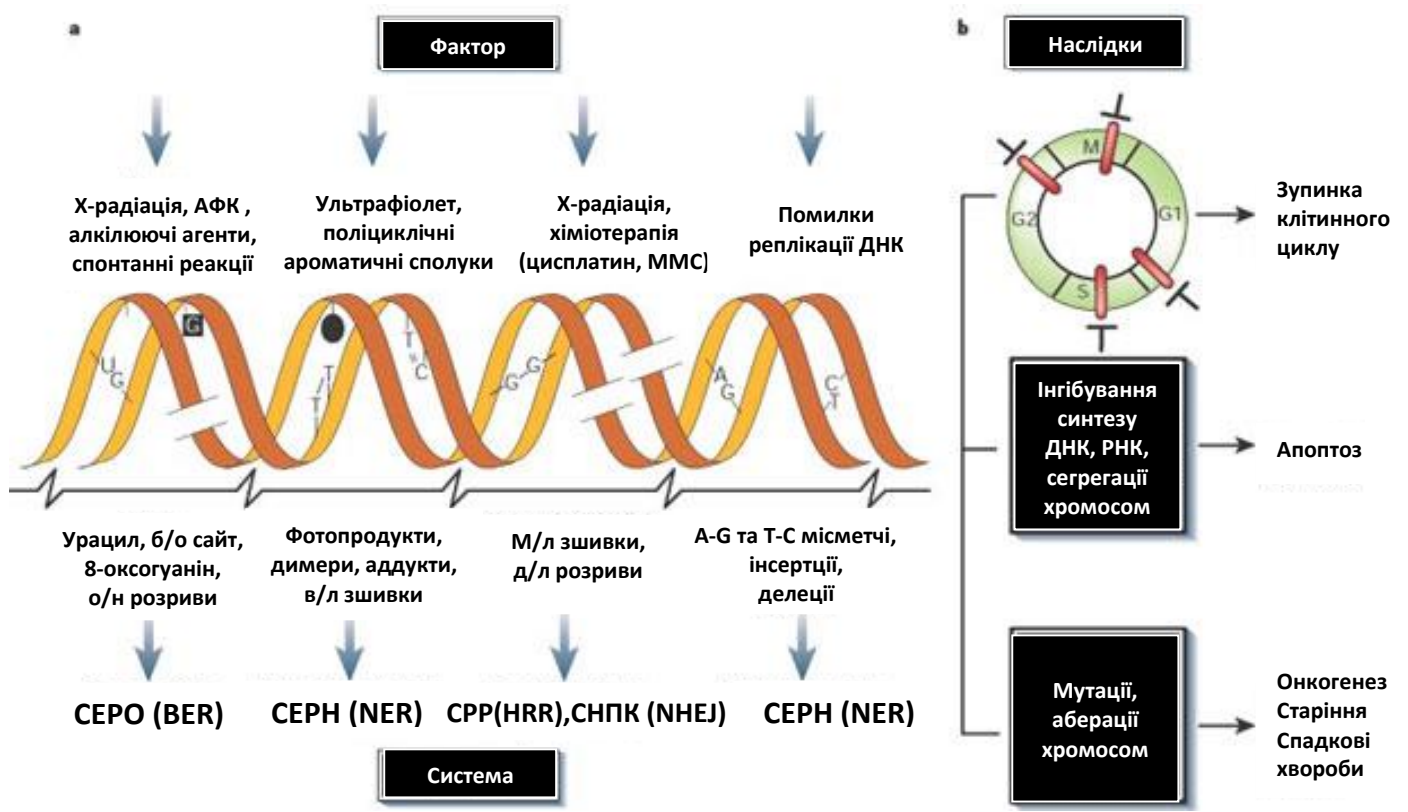 a
Фактор
b
Наслідки
Х-радіація, АФК ,
алкілюючі агенти,
спонтанні реакції
Ультрафіолет,
поліциклічні
ароматичні сполуки
Х-радіація,
хіміотерапія
(цисплатин, ММС)
Помилки
реплікації ДНК
U
G
G
T
T
T
C
G
G
A
G
C
T
Урацил, б/о сайт,
8-оксогуанін,
о/н розриви
Фотопродукти,
димери, аддукти,
в/л зшивки
М/л зшивки,
д/л розриви
A-G та T-C місметчі,
інсертції,
делеції
СЕРО (BER)
СЕРН (NER)
СРР(HRR),СНПК (NHEJ)
СЕРН (NER)
Система
M
G1
G2
S
Зупинка
клітинного
циклу
Інгібування
синтезу
ДНК, РНК,
сегрегації
хромосом
Апоптоз
Мутації,
аберації
хромосом
Онкогенез
Старіння
Спадкові
хвороби